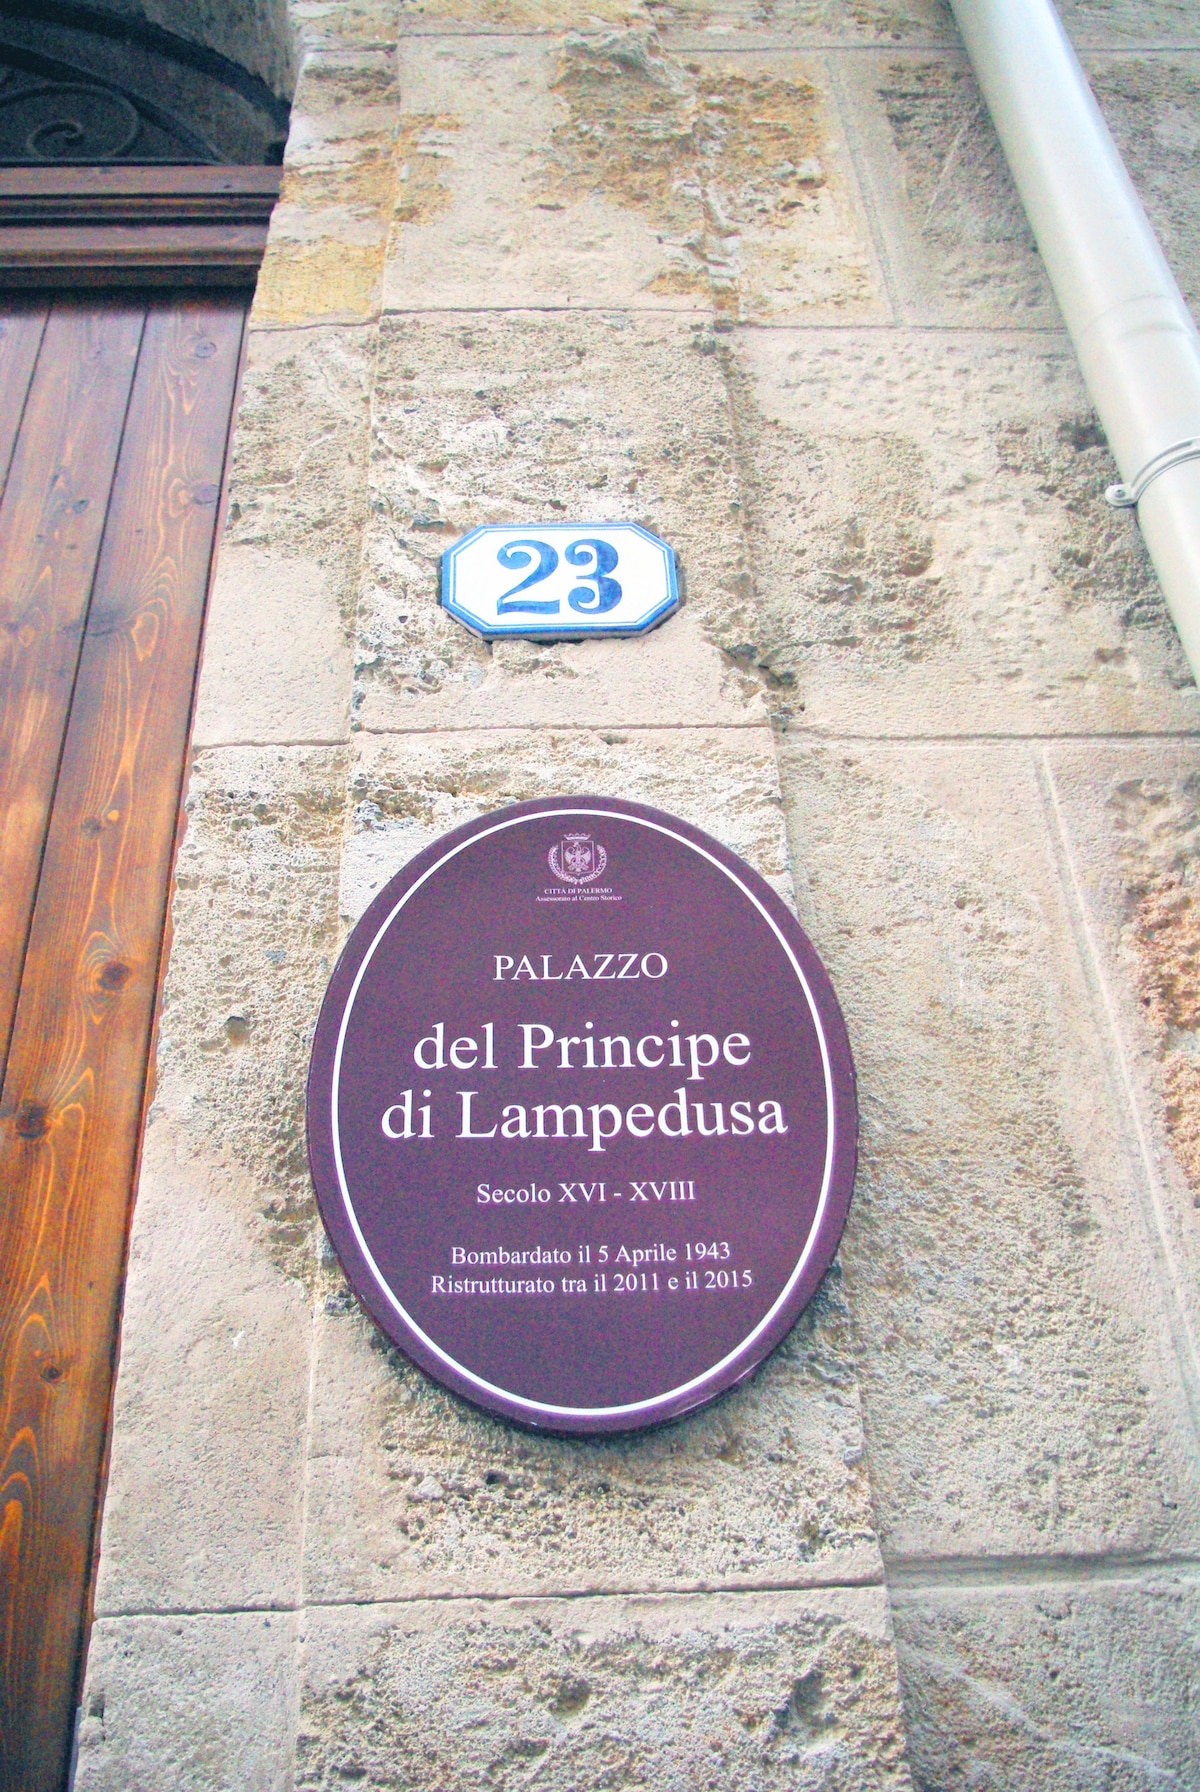 23
CITTÀ DI PALERMO
Assessorato al Centro Storico
PALAZZO
del Principe
di Lampedusa
Secolo XVI - XVIII
Bombardato il 5 Aprile 1943
Ristrutturato tra il 2011 e il 2015